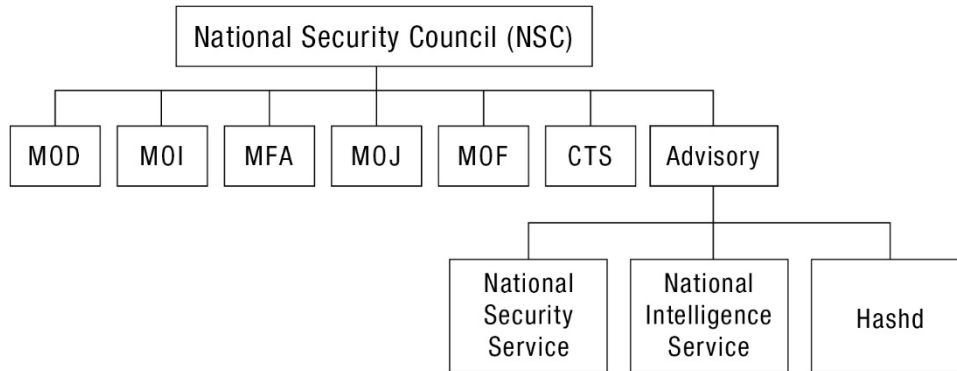 National Security Council (NSC)
MOD
MOI
MFA
MOJ
MOF
CTS
Advisory
National
Security
Service
National
Intelligence
Service
Hashd